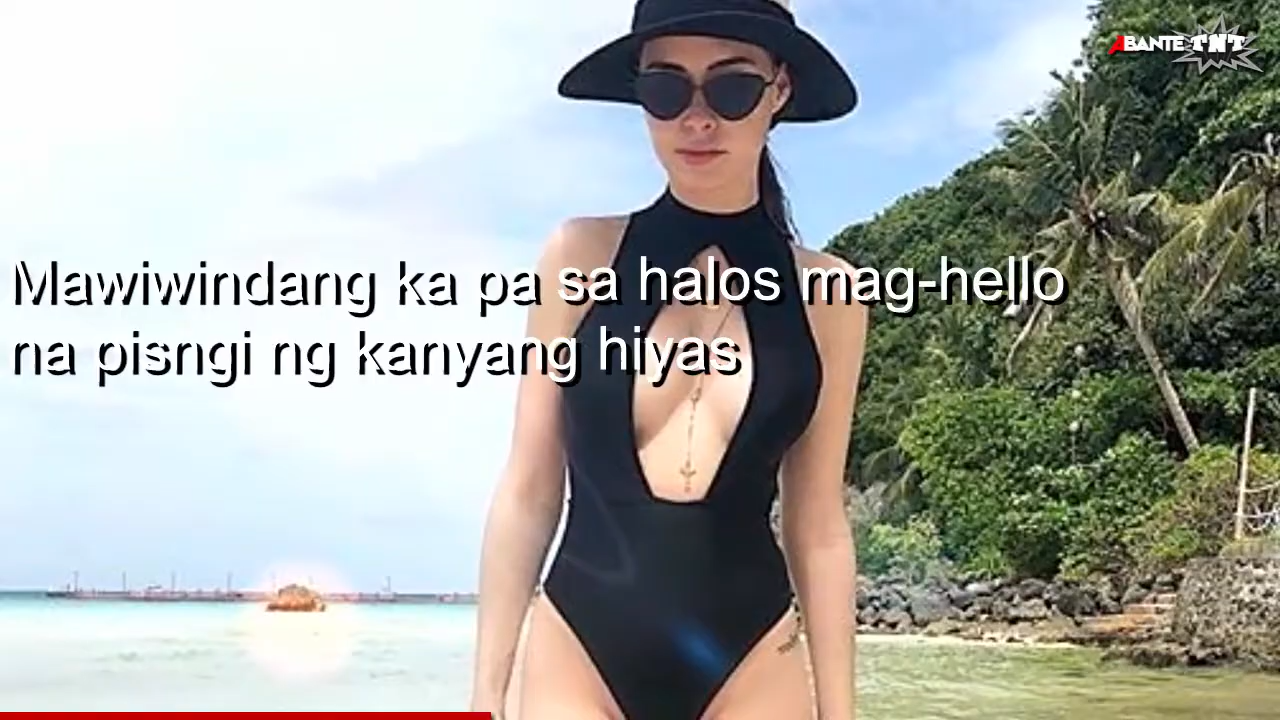 ABANTE TNT
Mawiwindang ka pa sa halos mag-hello
na pisngi ng kanyang hiyas